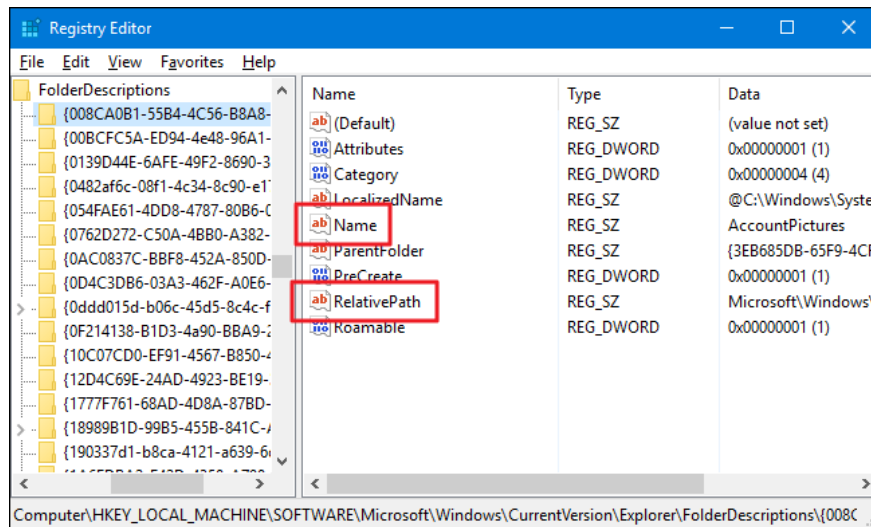 Registry Editor
File Edit View Favorites Help
FolderDescriptions
{008CA0B1-55B4-4C56-B8A8-
{00BCFC5A-ED94-4e48-96A1-
{0139D44E-6AFE-49F2-8690-3
{0482af6c-08f1-4c34-8c90-e1
{054FAE61-4DD8-4787-80B6-0
{0762D272-C50A-4BB0-A382-
{0AC0837C-BBF8-452A-850D-
{0D4C3DB6-03A3-462F-A0E6-
{0ddd015d-b06c-45d5-8c4c-f
{0F214138-B1D3-4a90-BBA9-2
{10C07CD0-EF91-4567-B850-4
{12D4C69E-24AD-4923-BE19-
{1777F761-68AD-4D8A-87BD-
{18989B1D-99B5-455B-841C-A
{190337d1-b8ca-4121-a639-6
Name Type Data
(Default) REG_SZ (value not set)
Attributes REG_DWORD 0x00000001 (1)
Category REG_DWORD 0x00000004 (4)
LocalizedName REG_SZ @C:\Windows\Syste
Name REG_SZ AccountPictures
ParentFolder REG_SZ {3EB685DB-65F9-4CF
PreCreate REG_DWORD 0x00000001 (1)
RelativePath REG_SZ Microsoft\Windows\
Roamable REG_DWORD 0x00000001 (1)
Computer\HKEY_LOCAL_MACHINE\SOFTWARE\Microsoft\Windows\CurrentVersion\Explorer\FolderDescriptions\{008C